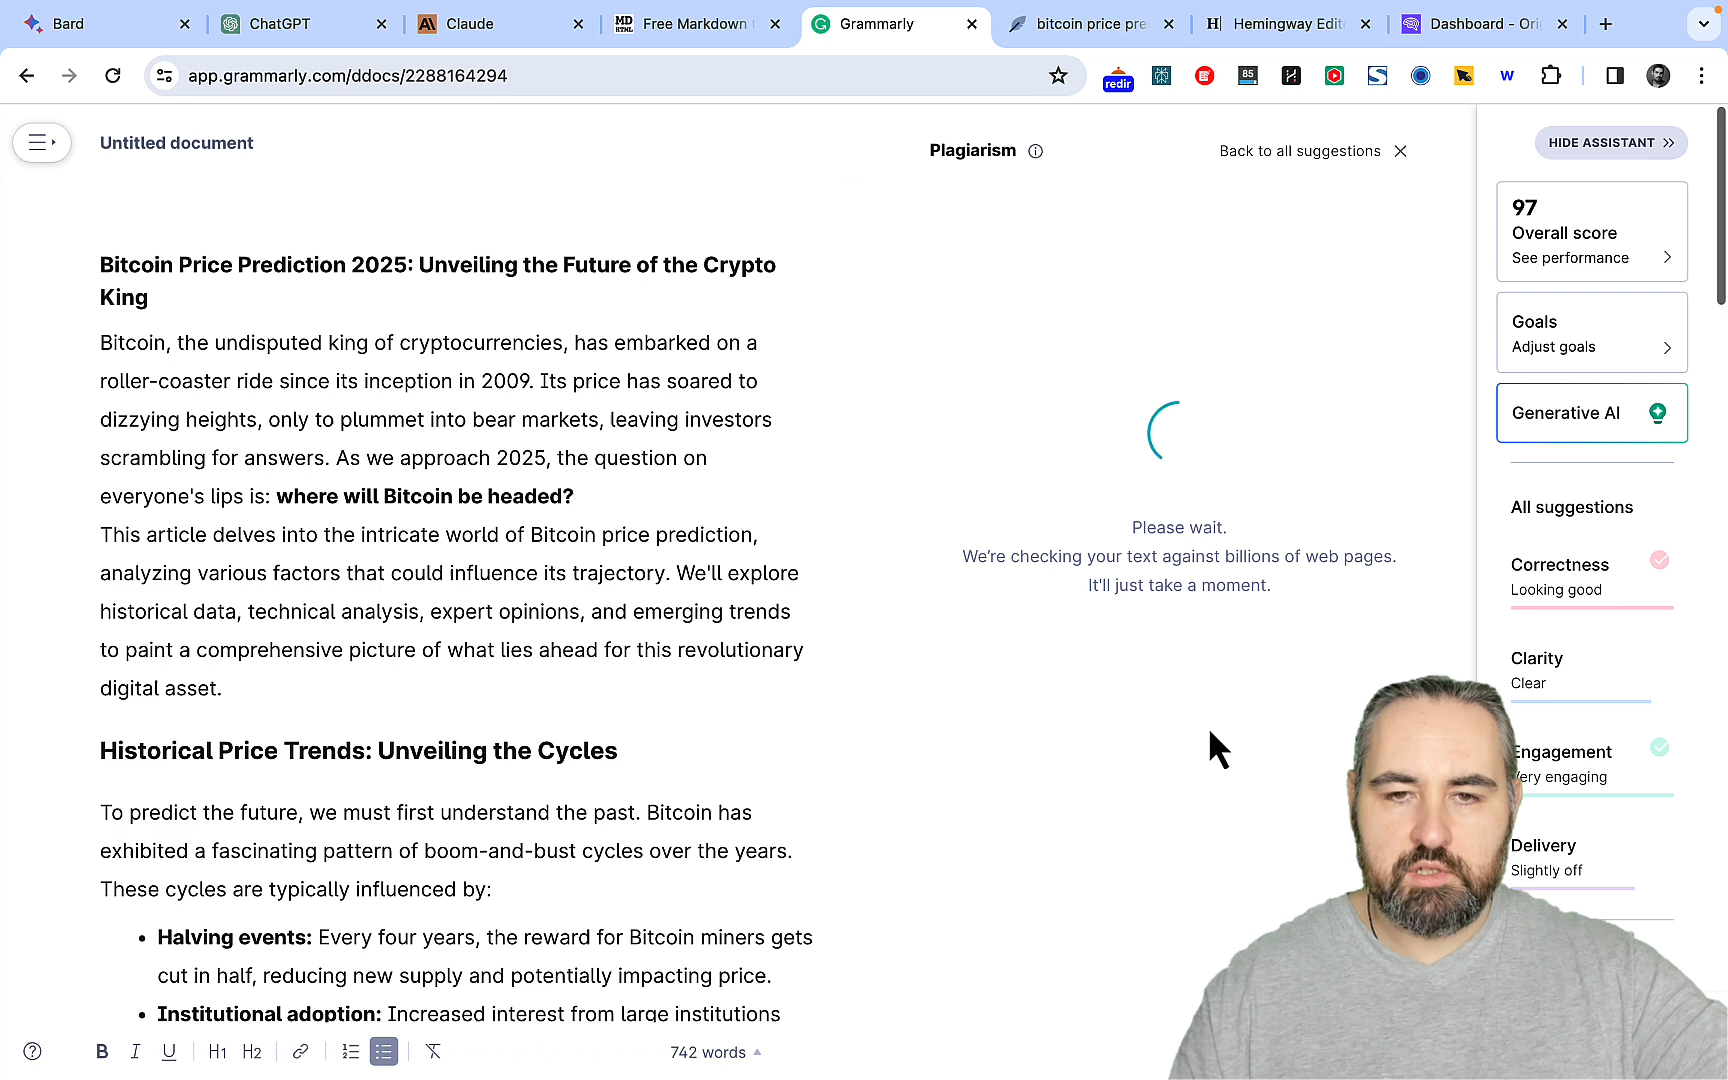 Bard
ChatGPT
Claude
Free Markdown
Grammarly
bitcoin price pre
Hemingway Edit
Dashboard - Ori
app.grammarly.com/ddocs/2288164294
redir
85
Untitled document
Plagiarism
Back to all suggestions
HIDE ASSISTANT
97
Overall score
See performance
Goals
Adjust goals
Generative AI
All suggestions
Correctness
Looking good
Clarity
Clear
Engagement
Very engaging
Delivery
Slightly off
Bitcoin Price Prediction 2025: Unveiling the Future of the Crypto
King
Bitcoin, the undisputed king of cryptocurrencies, has embarked on a
roller-coaster ride since its inception in 2009. Its price has soared to
dizzying heights, only to plummet into bear markets, leaving investors
scrambling for answers. As we approach 2025, the question on
everyone's lips is: where will Bitcoin be headed?
This article delves into the intricate world of Bitcoin price prediction,
analyzing various factors that could influence its trajectory. We'll explore
historical data, technical analysis, expert opinions, and emerging trends
to paint a comprehensive picture of what lies ahead for this revolutionary
digital asset.
Historical Price Trends: Unveiling the Cycles
To predict the future, we must first understand the past. Bitcoin has
exhibited a fascinating pattern of boom-and-bust cycles over the years.
These cycles are typically influenced by:
• Halving events: Every four years, the reward for Bitcoin miners gets
cut in half, reducing new supply and potentially impacting price.
• Institutional adoption: Increased interest from large institutions
Please wait.
We're checking your text against billions of web pages.
It'll just take a moment.
B I U H1 H2
742 words